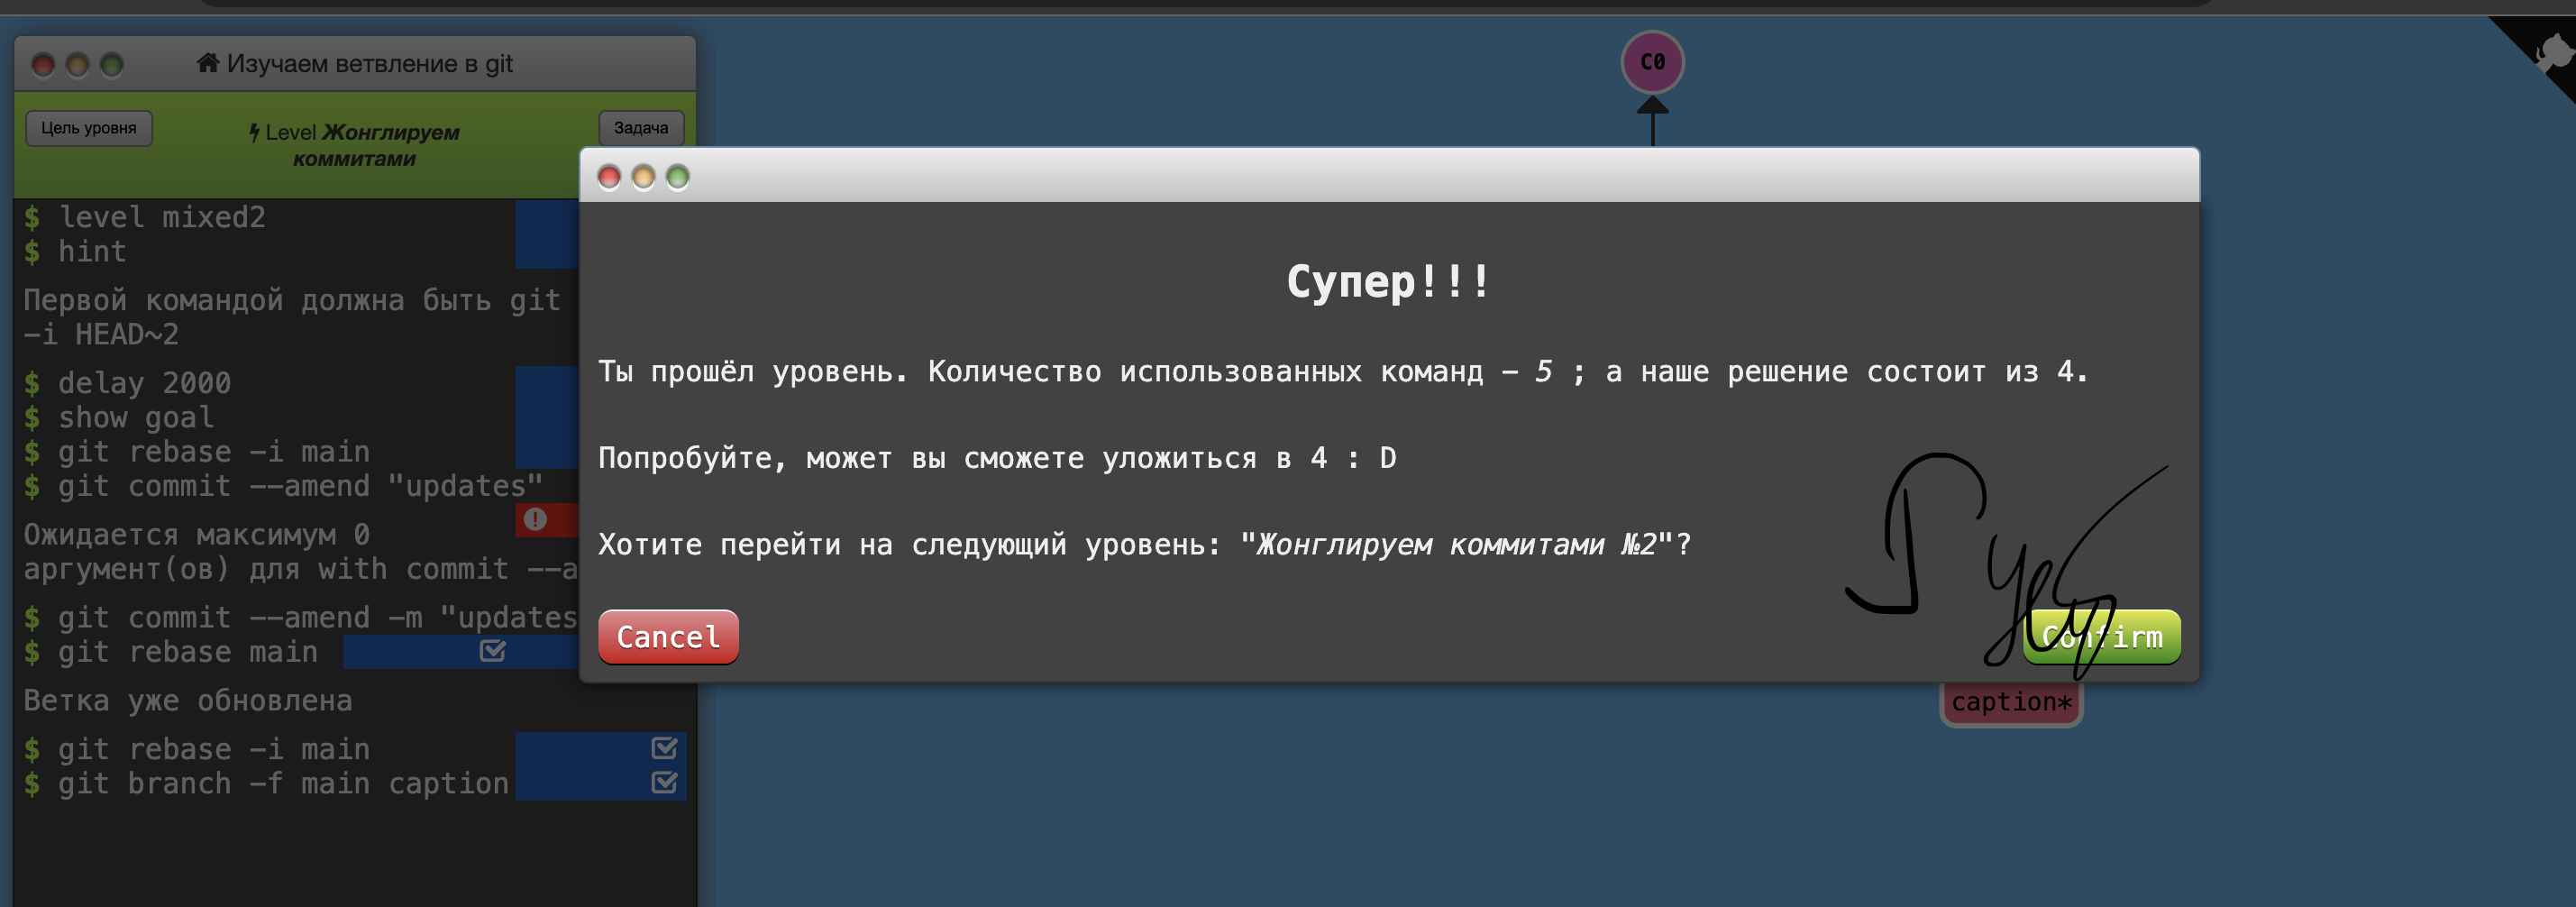 Изучаем ветвление в git
Цель уровня
Level Жонглируем
коммитами
Задача
$ level mixed2
$ hint
Первой командой должна быть git
-i HEAD~2
$ delay 2000
$ show goal
$ git rebase -i main
$ git commit --amend "updates"
Ожидается максимум 0
аргумент(ов) для with commit --a
$ git commit --amend -m "updates
$ git rebase main
Ветка уже обновлена
$ git rebase -i main
$ git branch -f main caption
C0
Супер!!!
Ты прошёл уровень. Количество использованных команд – 5 ; а наше решение состоит из 4.
Попробуйте, может вы сможете уложиться в 4 : D
Хотите перейти на следующий уровень: "Жонглируем коммитами №2"?
Cancel
Confirm
caption*